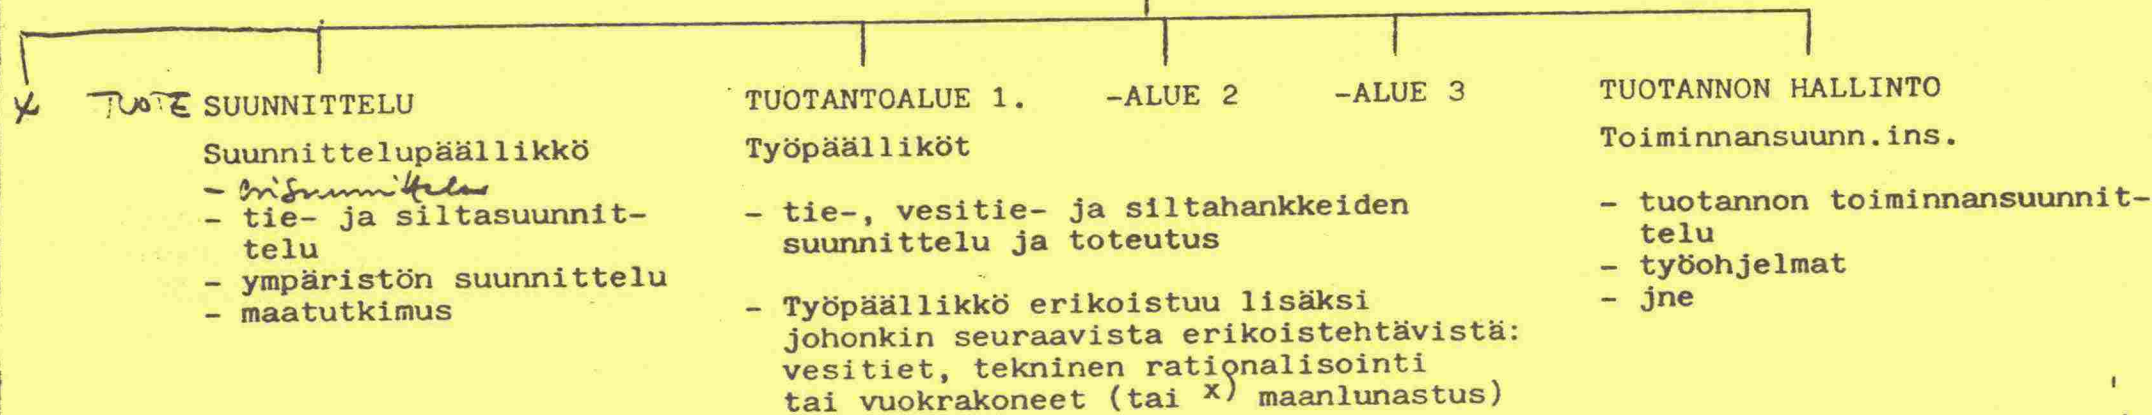 x TUOTE SUUNNITTELU
Suunnittelupäällikkö
-
- tie- ja siltasuunnit-
telu
- ympäristön suunnittelu
- maatutkimus
TUOTANTOALUE 1. -ALUE 2 -ALUE 3
Työpäälliköt
- tie-, vesitie- ja siltahankkeiden
suunnittelu ja toteutus
- Työpäällikkö erikoistuu lisäksi
johonkin seuraavista erikoistehtävistä:
vesitiet, tekninen rationalisointi
tai vuokrakoneet (tai x) maanlunastus)
TUOTANNON HALLINTO
Toiminnansuunn.ins.
- tuotannon toiminnansuunnit-
telu
- työohjelmat
- jne